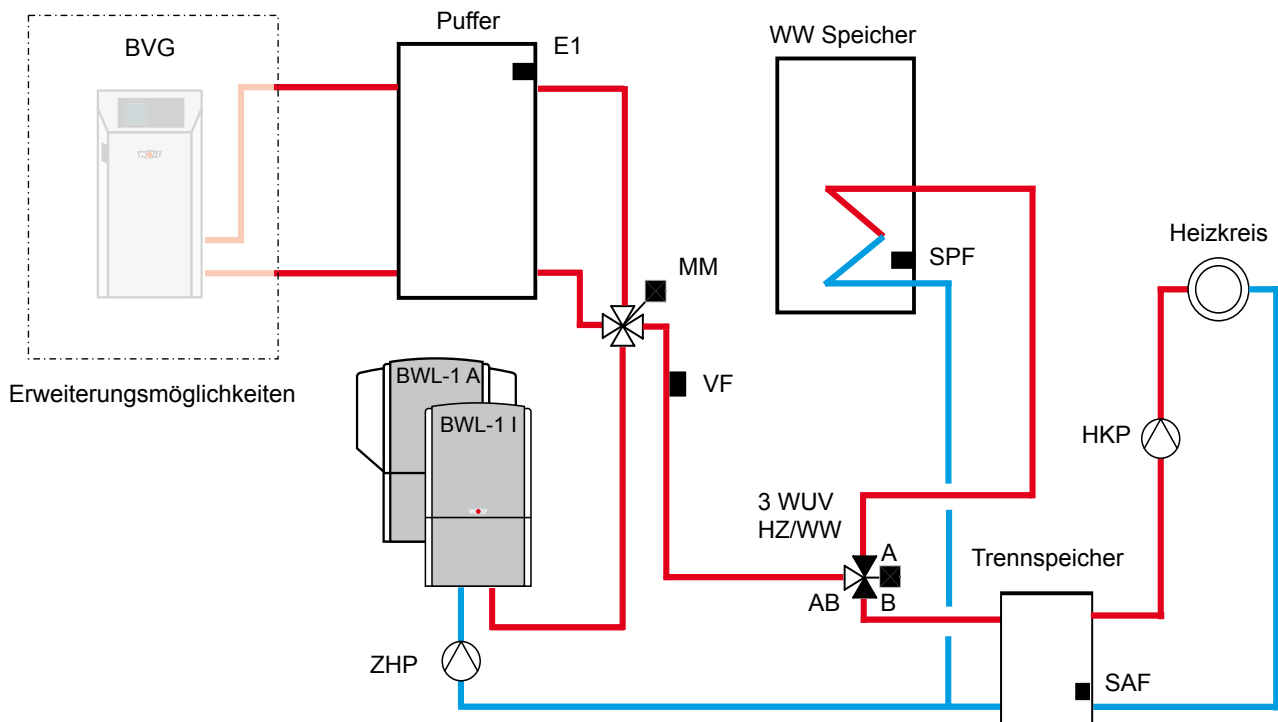 Puffer
BVG
E1
WW Speicher
WOLF
SPF
Heizkreis
MM
VF
Erweiterungsmöglichkeiten
BWL-1 A
BWL-1 I
HKP
3 WUV
HZ/WW
A
AB
B
Trennspeicher
ZHP
SAF